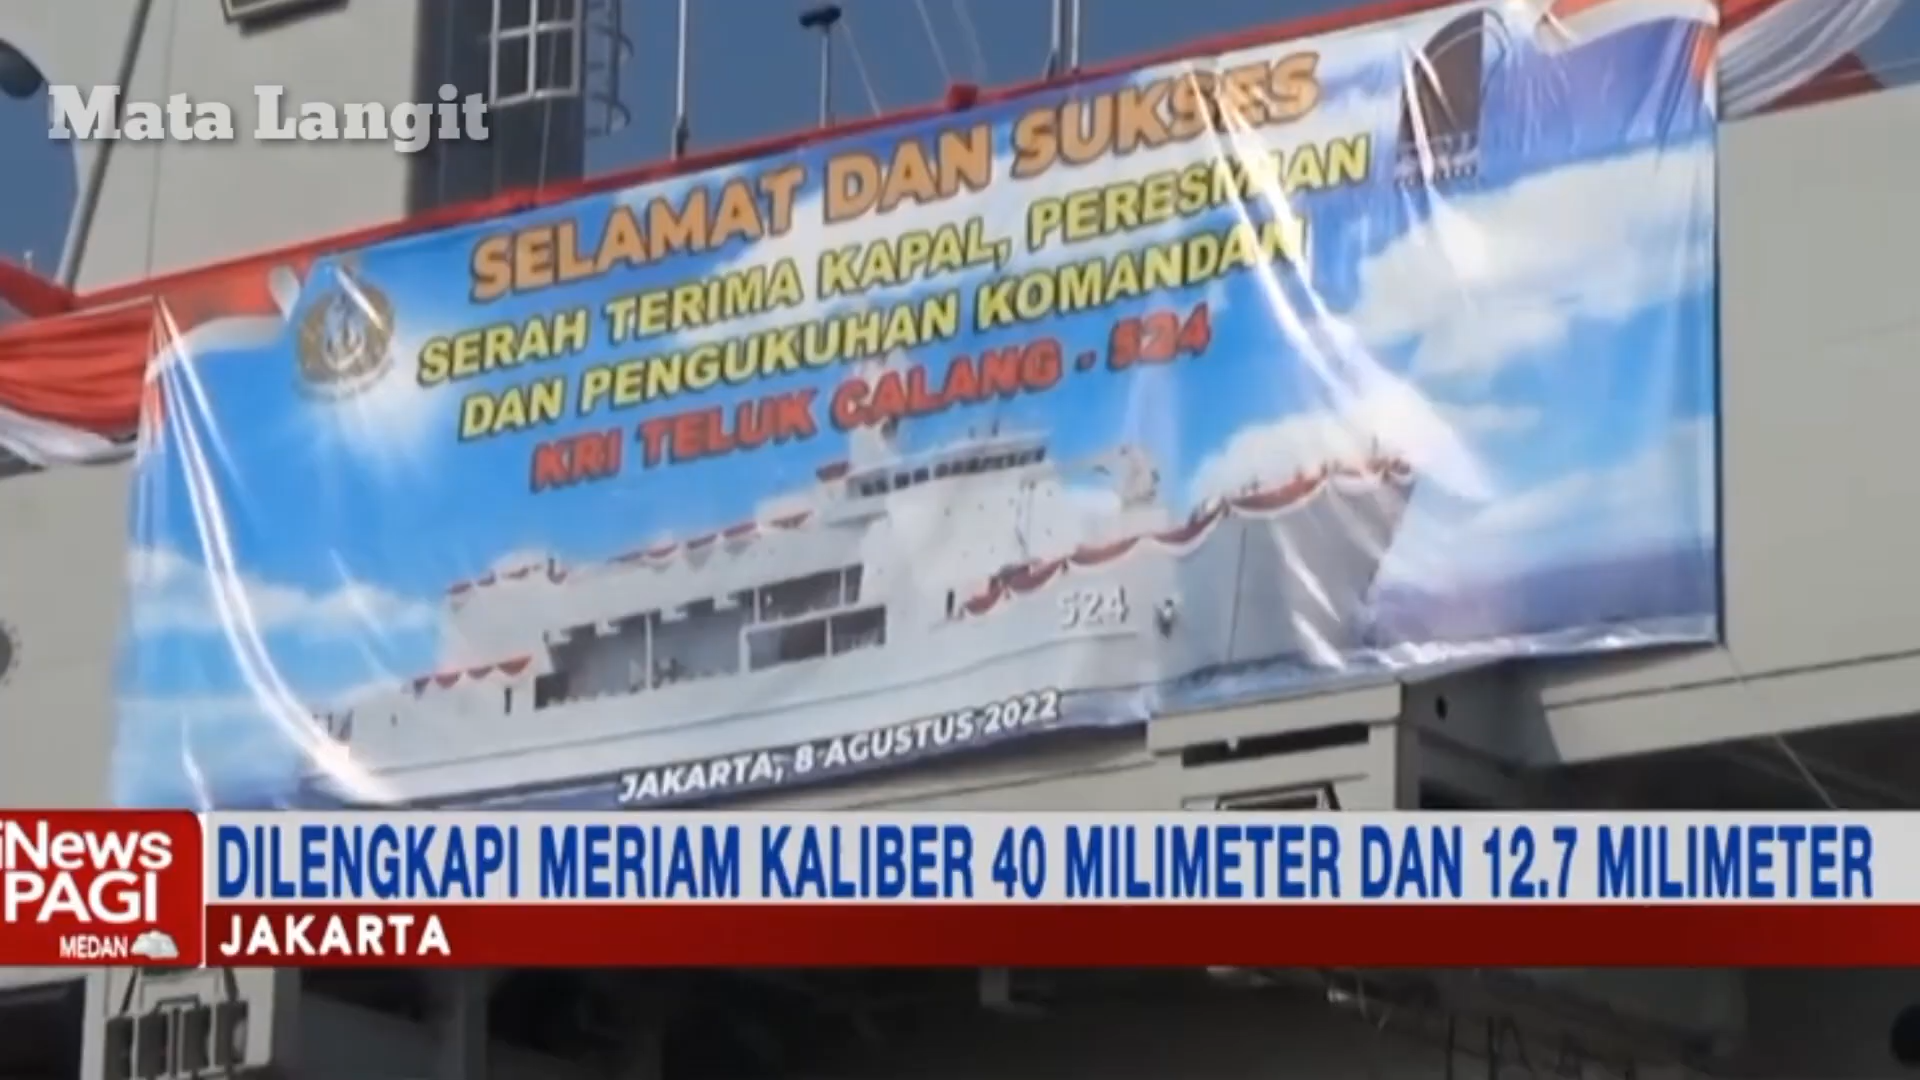 Mata Langit
SELAMAT DAN SUKSES
SERAH TERIMA KAPAL, PERESMIAN
DAN PENGUKUHAN KOMANDAN
KRI TELUK CALANG - 524
524
JAKARTA, 8 AGUSTUS 2022
iNews
PAGI
MEDAN
DILENGKAPI MERIAM KALIBER 40 MILIMETER DAN 12.7 MILIMETER
JAKARTA